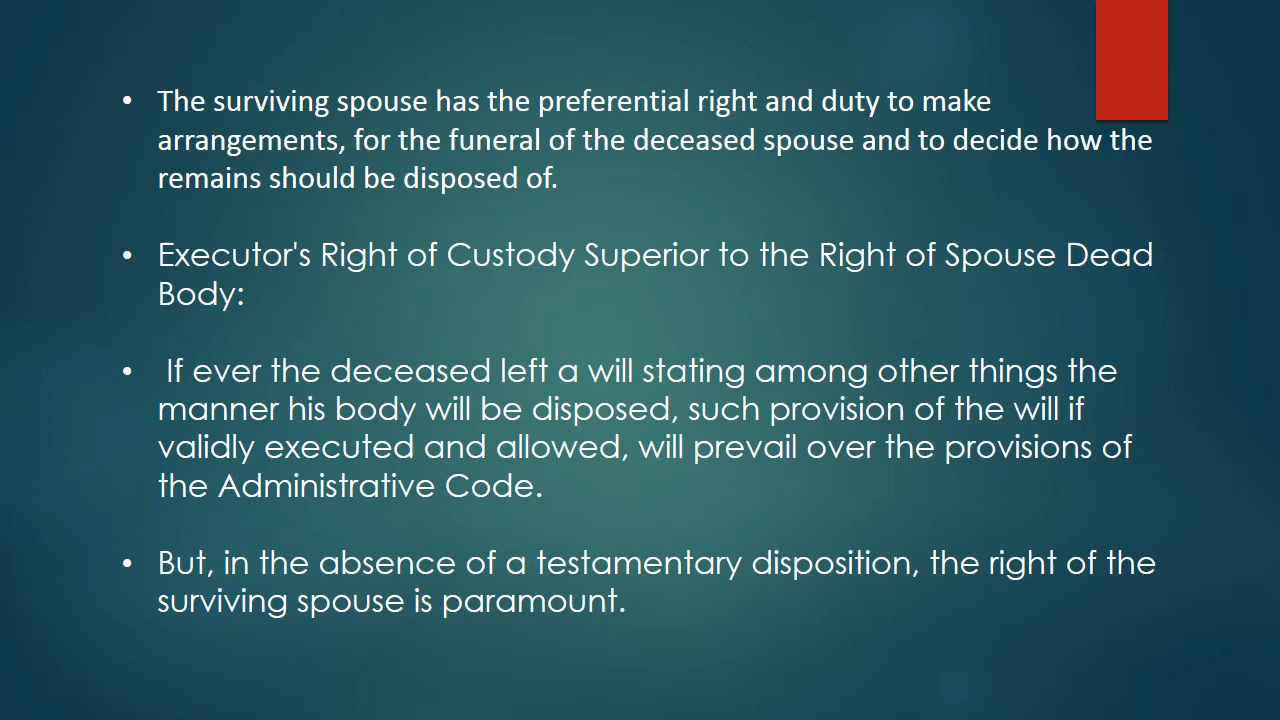 • The surviving spouse has the preferential right and duty to make
arrangements, for the funeral of the deceased spouse and to decide how the
remains should be disposed of.
• Executor's Right of Custody Superior to the Right of Spouse Dead
Body:
• If ever the deceased left a will stating among other things the
manner his body will be disposed, such provision of the will if
validly executed and allowed, will prevail over the provisions of
the Administrative Code.
• But, in the absence of a testamentary disposition, the right of the
surviving spouse is paramount.